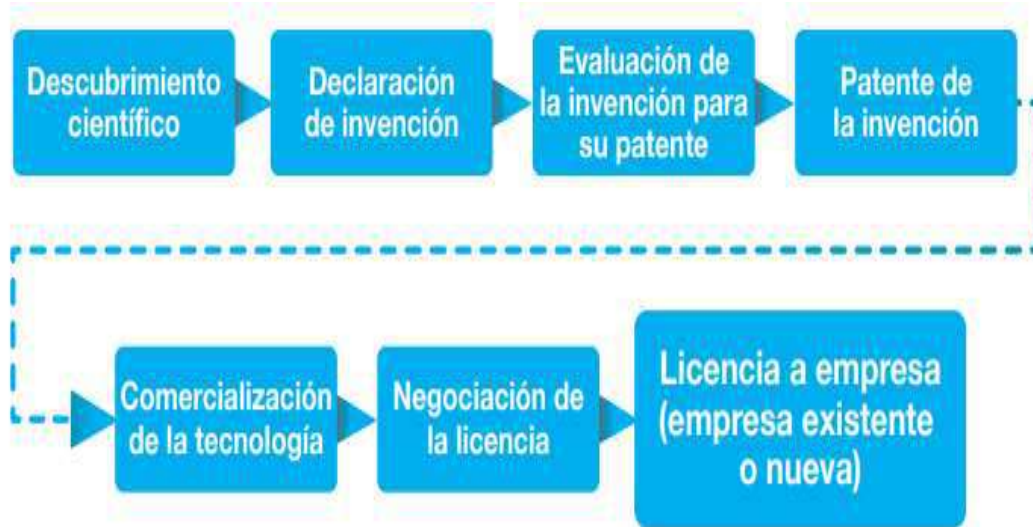 Descubrimiento
científico
Declaración
de invención
Evaluación de
la invención para
su patente
Patente de
la invención
Comercialización
de la tecnología
Negociación de
la licencia
Licencia a empresa
(empresa existente
o nueva)